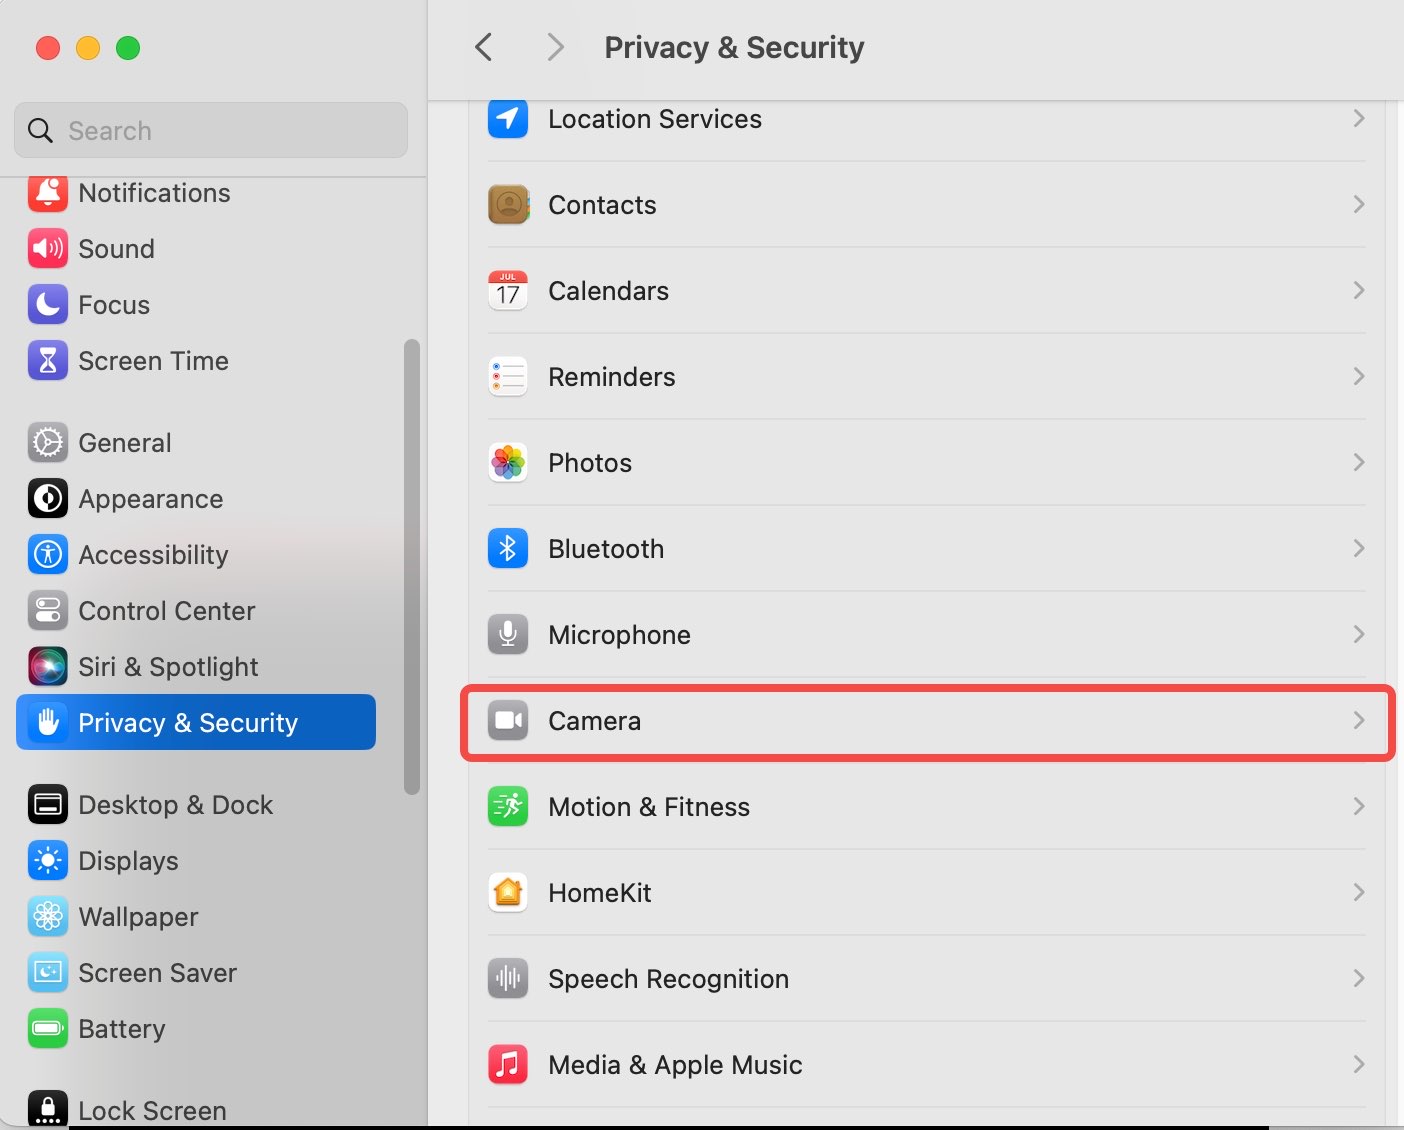 Privacy & Security
Search
Notifications
Sound
Focus
Screen Time
General
Appearance
Accessibility
Control Center
Siri & Spotlight
Privacy & Security
Desktop & Dock
Displays
Wallpaper
Screen Saver
Battery
Lock Screen
Location Services
Contacts
JUL
17
Calendars
Reminders
Photos
Bluetooth
Microphone
Camera
Motion & Fitness
HomeKit
Speech Recognition
Media & Apple Music